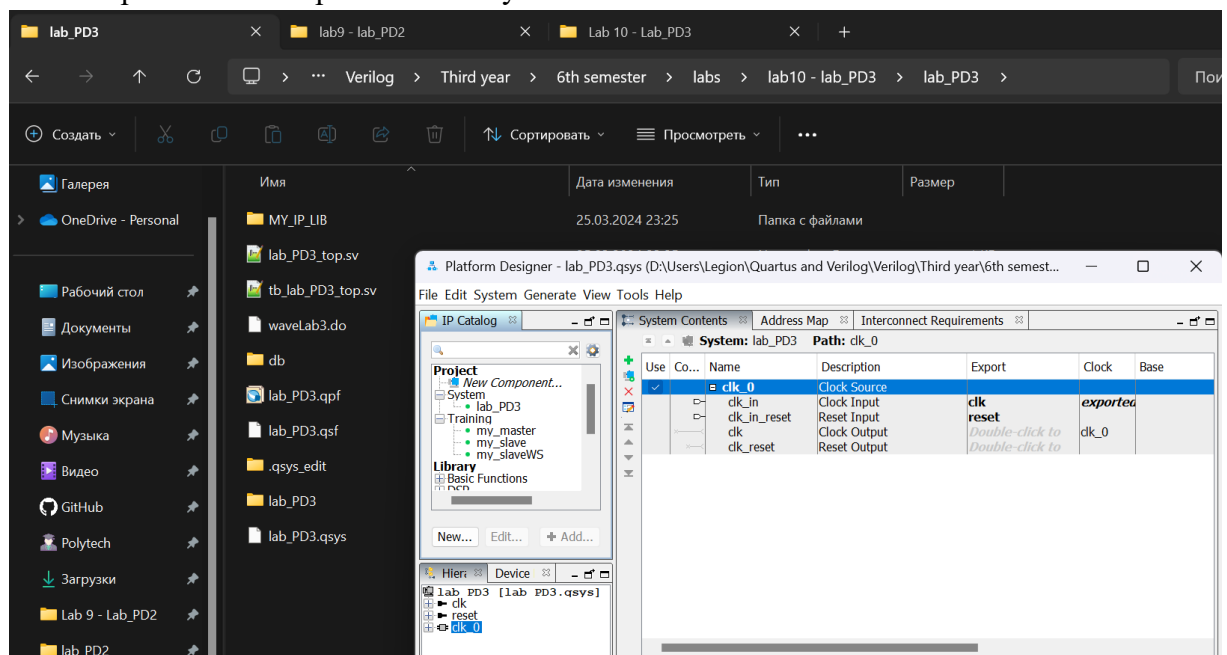 lab_PD3
lab9 - lab_PD2
Lab 10 - Lab_PD3
Verilog > Third year > 6th semester > labs > lab10 - lab_PD3 > lab_PD3 >
Создать
Сортировать
Просмотреть
Имя
Дата изменения
Тип
Размер
Галерея
OneDrive - Personal
Рабочий стол
Документы
Изображения
Снимки экрана
Музыка
Видео
GitHub
Polytech
Загрузки
Lab 9 - Lab_PD2
lab_PD2
MY_IP_LIB
25.03.2024 23:25
Папка с файлами
lab_PD3_top.sv
tb_lab_PD3_top.sv
waveLab3.do
db
lab_PD3.qpf
lab_PD3.qsf
.qsys_edit
lab_PD3
lab_PD3.qsys
Platform Designer - lab_PD3.qsys (D:\Users\Legion\Quartus and Verilog\Verilog\Third year\6th semest...
File Edit System Generate View Tools Help
IP Catalog
Project
New Component...
System
lab_PD3
Training
my_master
my_slave
my_slaveWS
Library
Basic Functions
New... Edit... Add...
Device
lab_PD3 [lab_PD3.qsys]
clk
reset
clk_0
System Contents
Address Map
Interconnect Requirements
System: lab_PD3 Path: clk_0
Use Co... Name Description Export Clock Base
clk_0 Clock Source
clk_in Clock Input clk exported
clk_in_reset Reset Input reset
clk Clock Output Double-click to clk_0
clk_reset Reset Output Double-click to